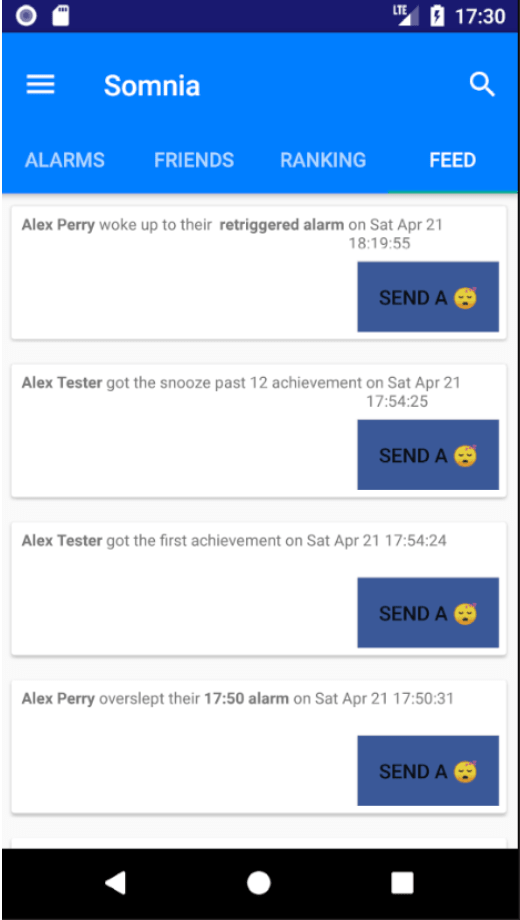 LTE 17:30
Somnia
ALARMS FRIENDS RANKING FEED
Alex Perry woke up to their retriggered alarm on Sat Apr 21
18:19:55
SEND A 😴
Alex Tester got the snooze past 12 achievement on Sat Apr 21
17:54:25
SEND A 😴
Alex Tester got the first achievement on Sat Apr 21 17:54:24
SEND A 😴
Alex Perry overslept their 17:50 alarm on Sat Apr 21 17:50:31
SEND A 😴